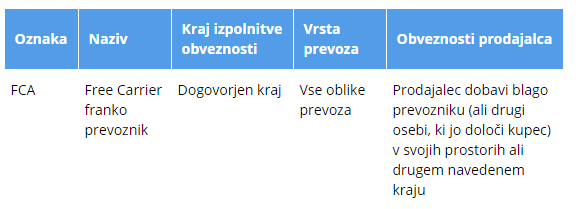 Oznaka
Naziv
Kraj izpolnitve
obveznosti
Vrsta
prevoza
Obveznosti prodajalca
FCA
Free Carrier
franko
prevoznik
Dogovorjen kraj
Vse oblike
prevoza
Prodajalec dobavi blago
prevozniku (ali drugi
osebi, ki jo določi kupec)
v svojih prostorih ali
drugem navedenem
kraju